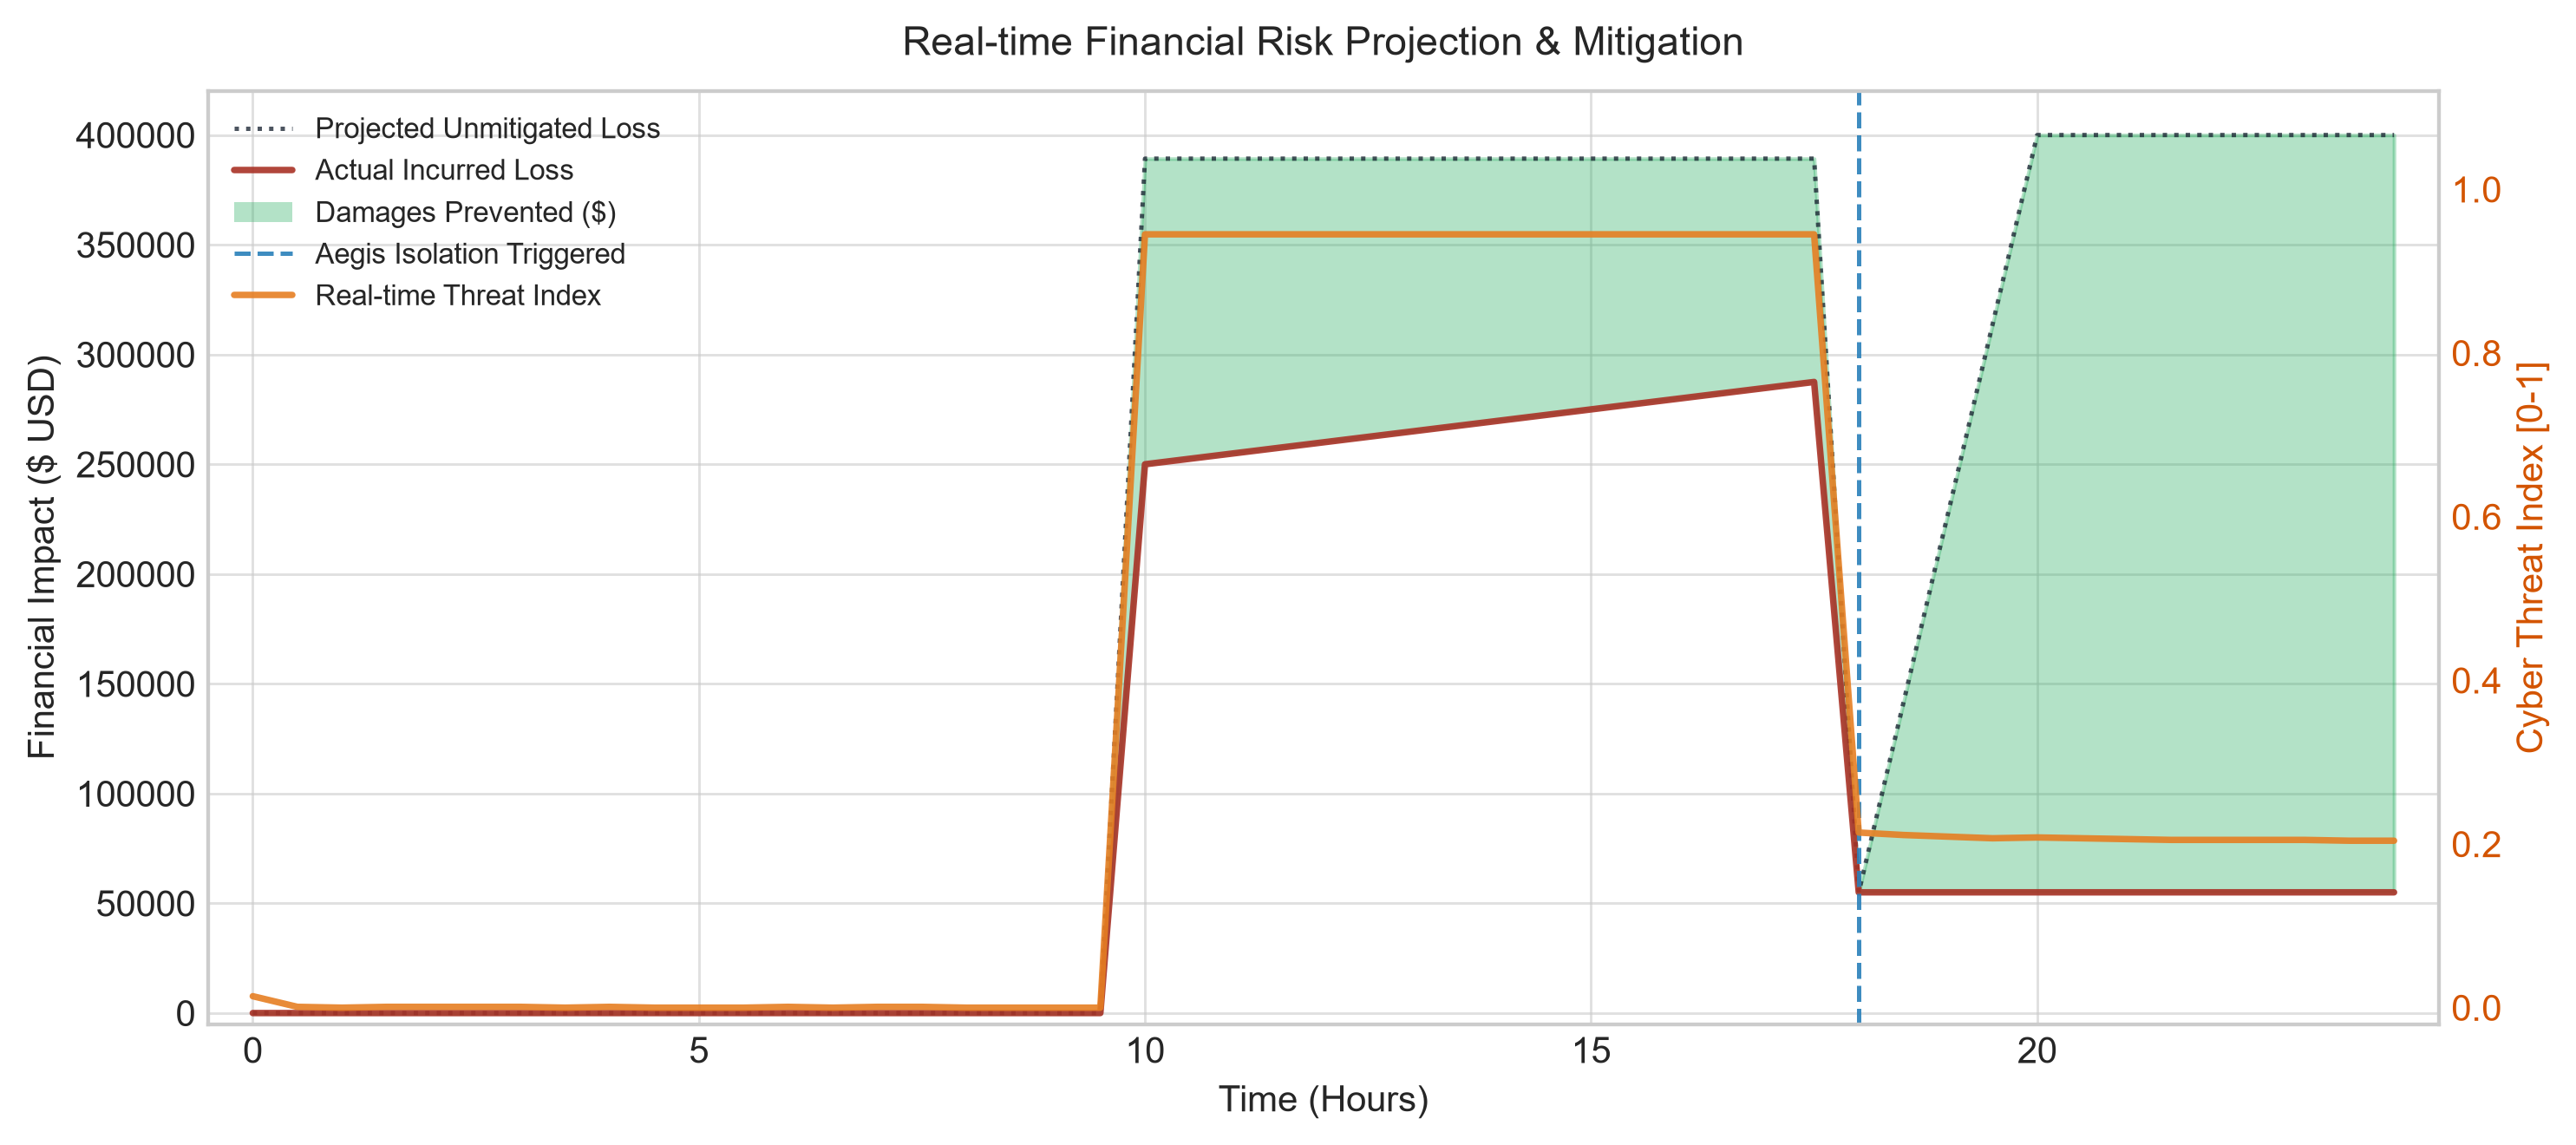 Real-time Financial Risk Projection & Mitigation
Projected Unmitigated Loss
Actual Incurred Loss
Damages Prevented ($)
Aegis Isolation Triggered
Real-time Threat Index
Financial Impact ($ USD)
400000
350000
300000
250000
200000
150000
100000
50000
0
1.0
0.8
0.6
0.4
0.2
0.0
Cyber Threat Index [0-1]
0
5
10
15
20
Time (Hours)